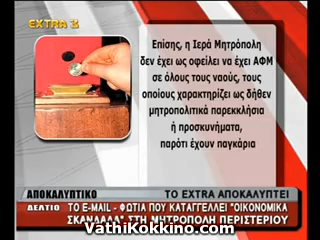 EXTRA 3
Επίσης, η Ιερά Μητρόπολη
δεν έχει ως οφείλει να έχει ΑΦΜ
σε όλους τους ναούς, τους
οποίους χαρακτηρίζει ως δήθεν
μητροπολιτικά παρεκκλήσια
ή προσκυνήματα,
παρότι έχουν παγκάρια
ΑΠΟΚΑΛΥΠΤΙΚΟ
ΤΟ EXTRA ΑΠΟΚΑΛΥΠΤΕΙ
ΔΕΛΤΙΟ
ΤΟ E-MAIL - ΦΩΤΙΑ ΠΟΥ ΚΑΤΑΓΓΕΛΛΕΙ "ΟΙΚΟΝΟΜΙΚΑ
ΣΚΑΝΔΑΛΑ" ΣΤΗ ΜΗΤΡΟΠΟΛΗ ΠΕΡΙΣΤΕΡΙΟΥ
VathiKokkino.com